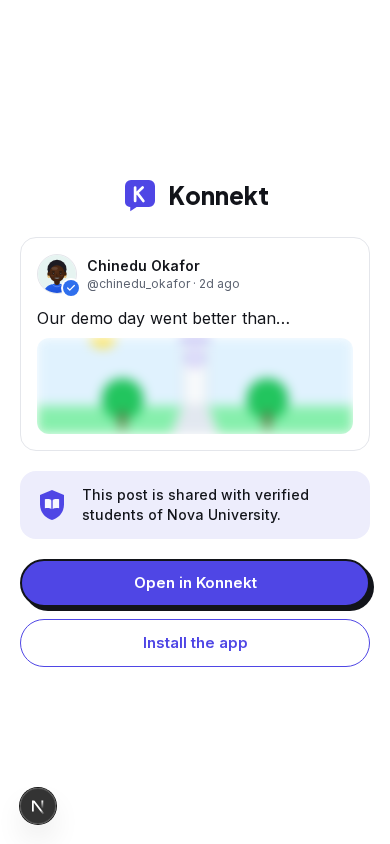 Konnekt
Chinedu Okafor
@chinedu_okafor · 2d ago
Our demo day went better than...
This post is shared with verified
students of Nova University.
Open in Konnekt
Install the app